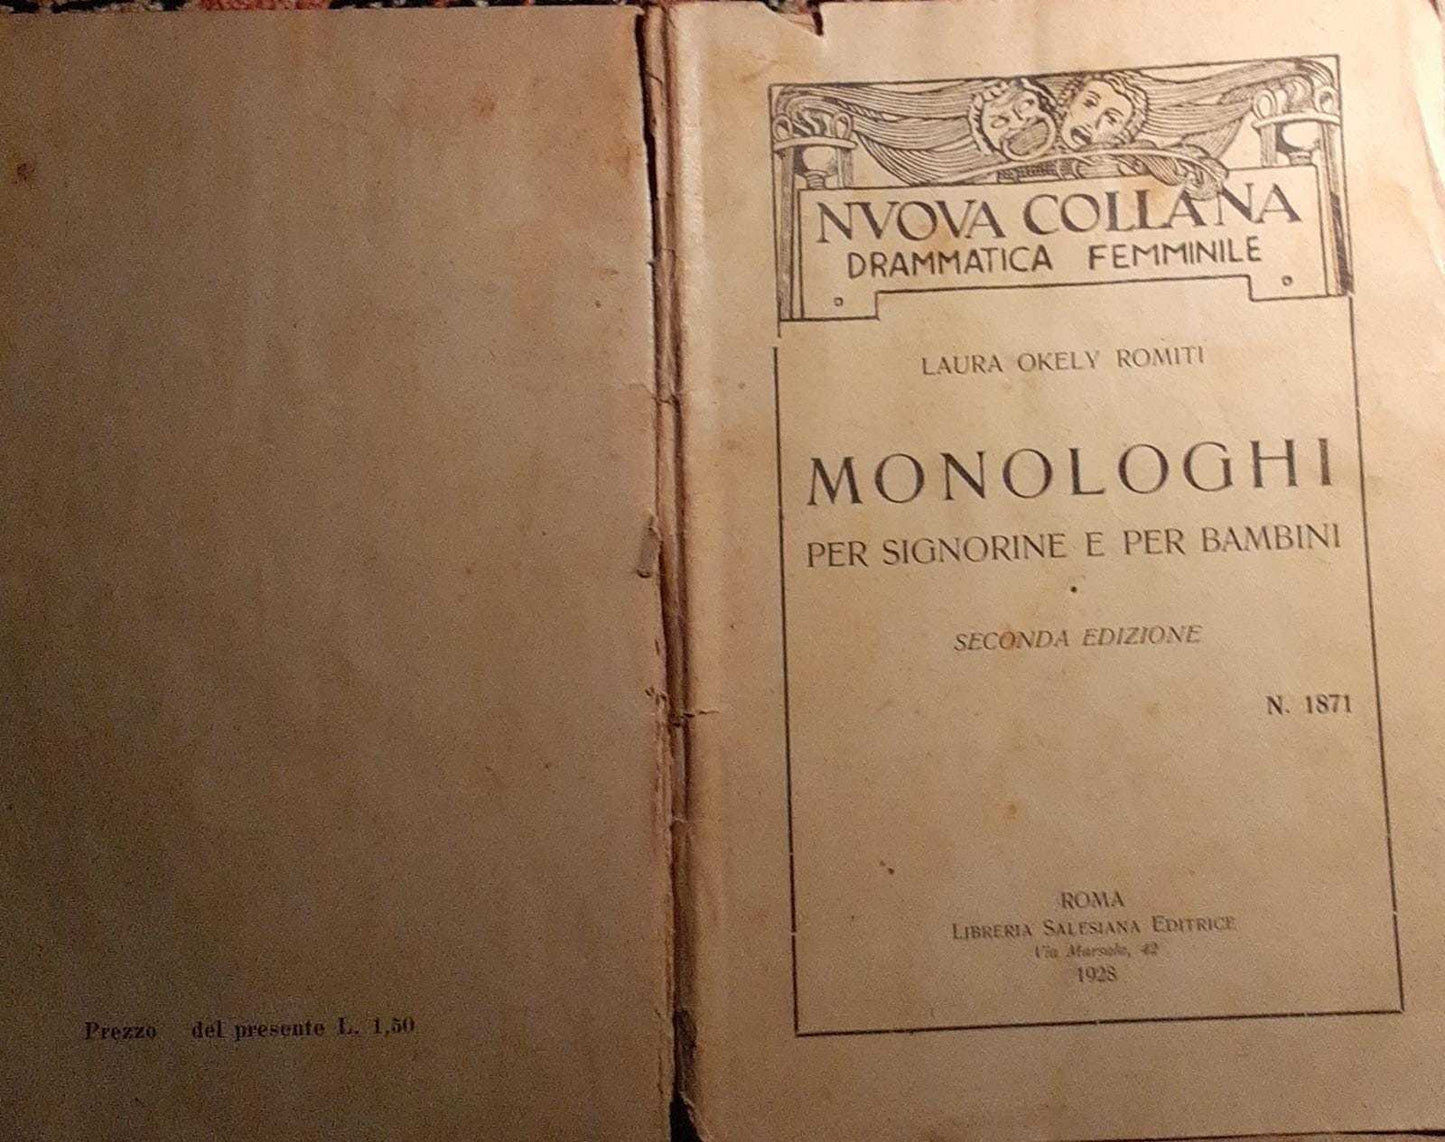 Prezzo del presente L. 1,50
NVOVA COLLANA
DRAMMATICA FEMMINILE
LAURA OKELY ROMITI
MONOLOGHI
PER SIGNORINE E PER BAMBINI
SECONDA EDIZIONE
N. 1871
ROMA
LIBRERIA SALESIANA EDITRICE
Via Marsala, 42
1928